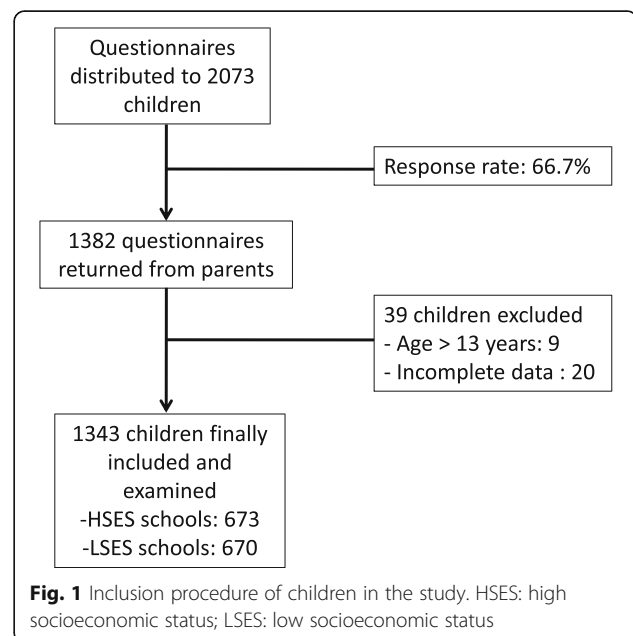 Questionnaires
distributed to 2073
children
Response rate: 66.7%
1382 questionnaires
returned from parents
39 children excluded
- Age > 13 years: 9
- Incomplete data : 20
1343 children finally
included and
examined
-HSES schools: 673
-LSES schools: 670
Fig. 1 Inclusion procedure of children in the study. HSES: high
socioeconomic status; LSES: low socioeconomic status